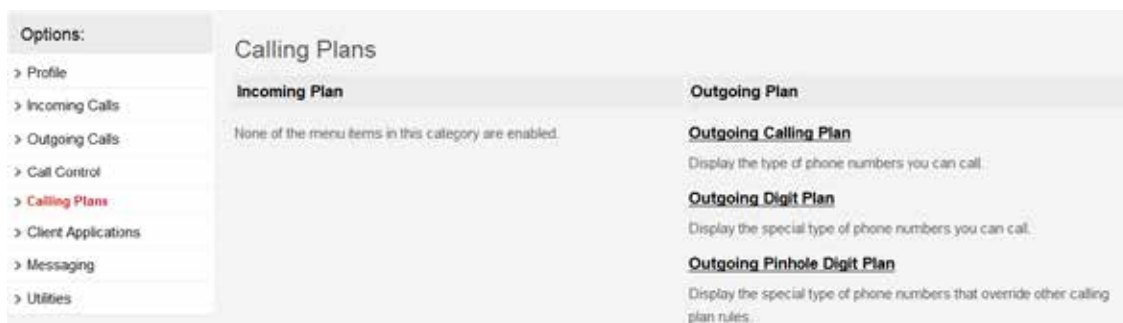 Options:
> Profile
> Incoming Calls
> Outgoing Calls
> Call Control
> Calling Plans
> Client Applications
> Messaging
> Utilities
Calling Plans
Incoming Plan
None of the menu items in this category are enabled.
Outgoing Plan
Outgoing Calling Plan
Display the type of phone numbers you can call.
Outgoing Digit Plan
Display the special type of phone numbers you can call.
Outgoing Pinhole Digit Plan
Display the special type of phone numbers that override other calling
plan rules.